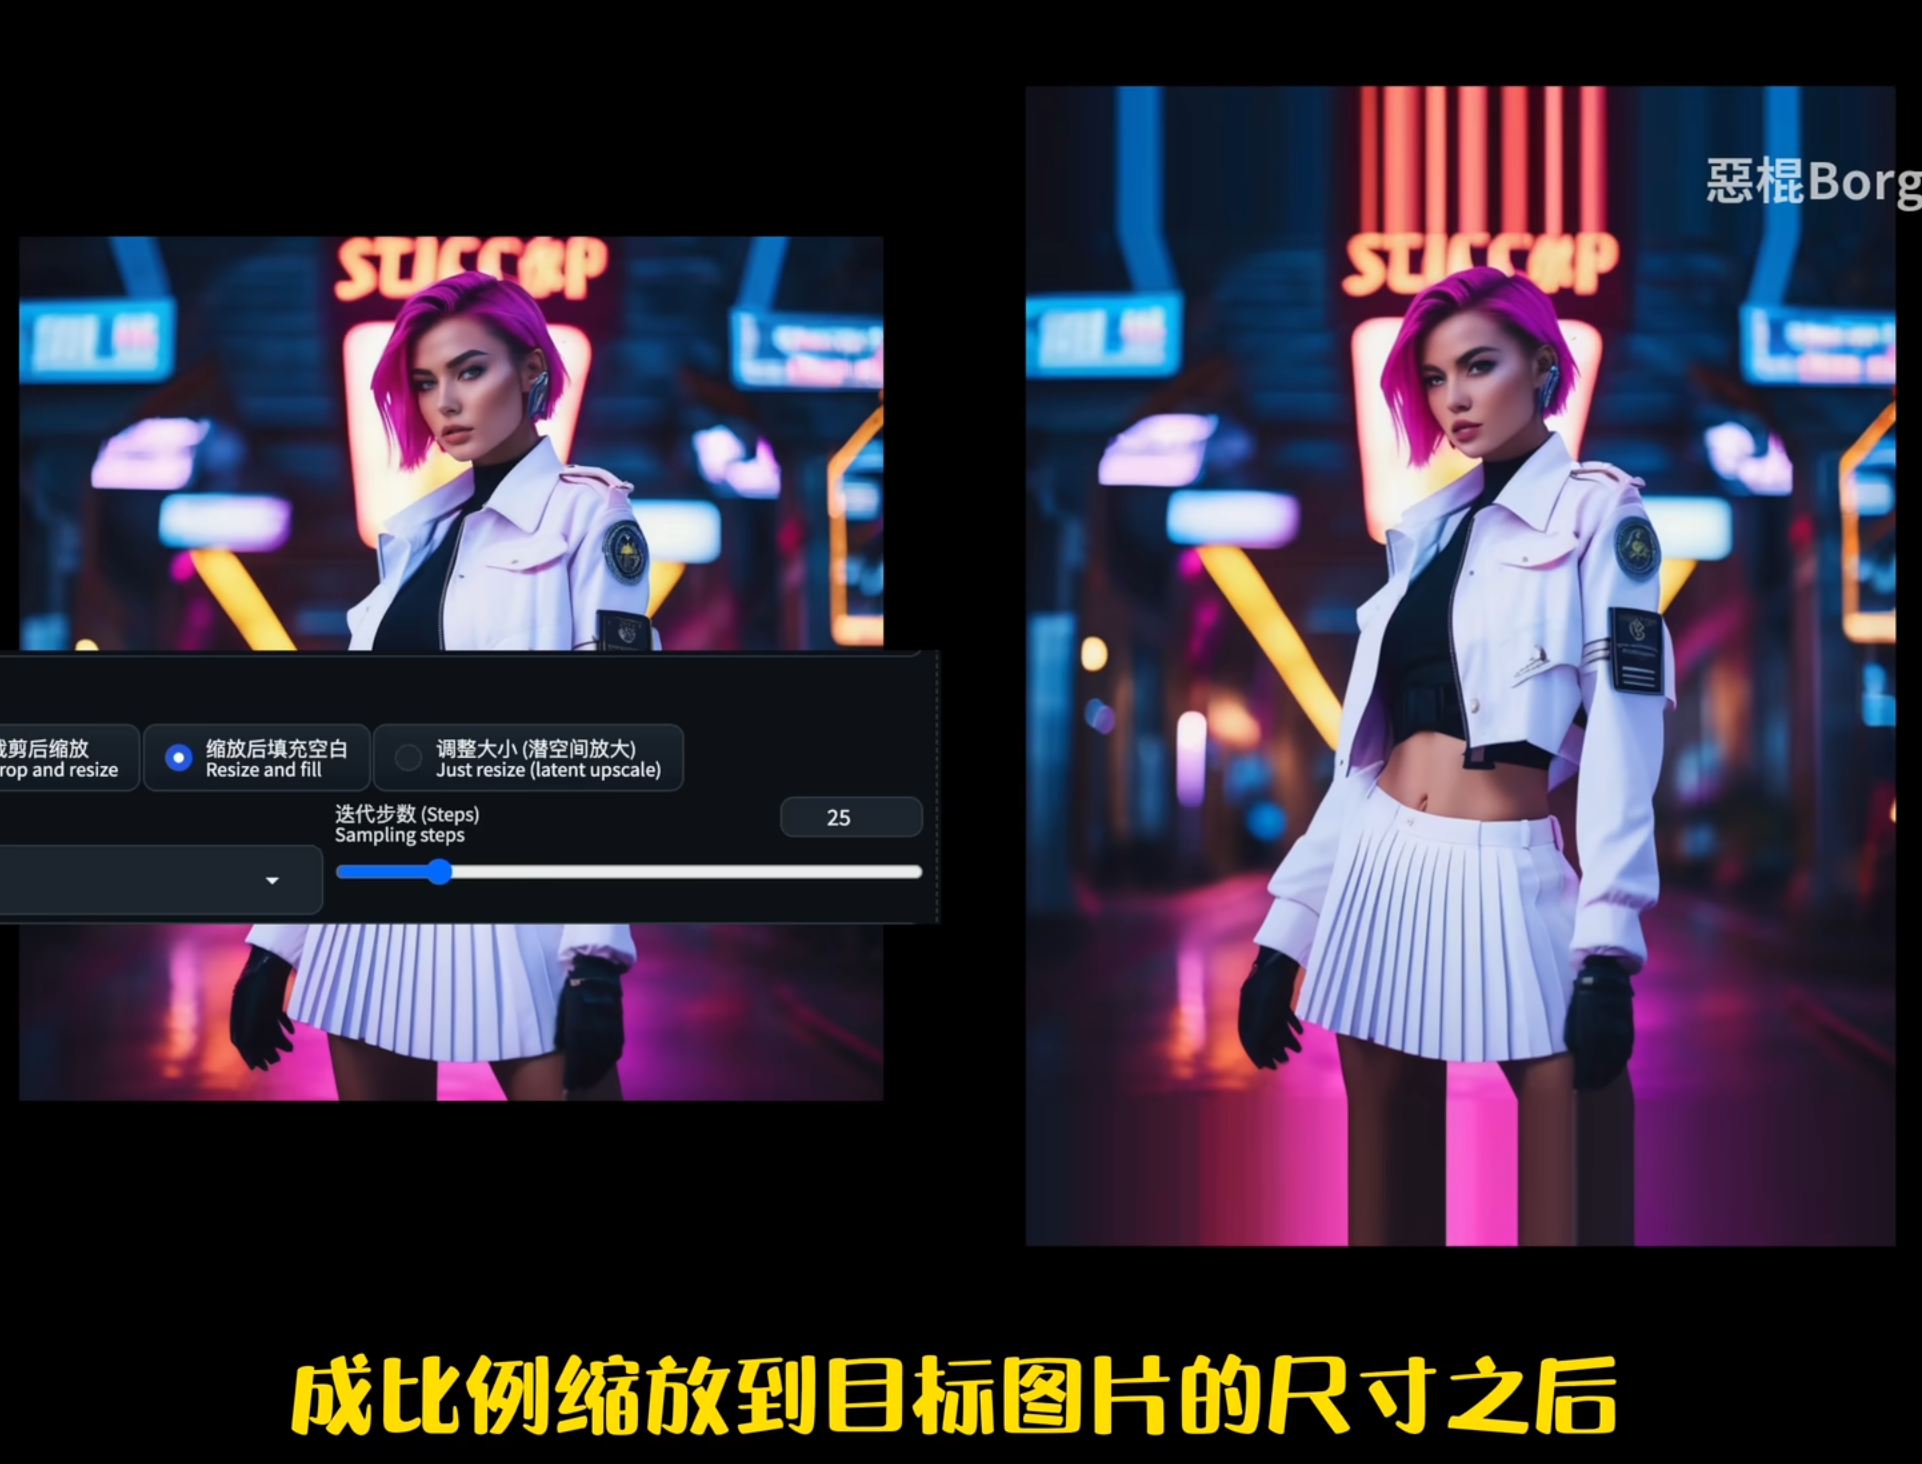 惡棍Borg
裁剪后缩放
rop and resize
缩放后填充空白
Resize and fill
调整大小 (潜空间放大)
Just resize (latent upscale)
迭代步数 (Steps)
Sampling steps
25
成比例缩放到目标图片的尺寸之后